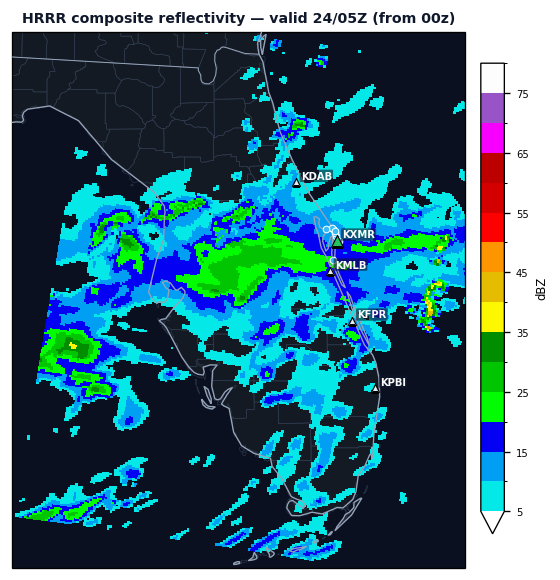 HRRR composite reflectivity — valid 24/05Z (from 00z)
75
65
55
45
35
25
15
5
dBZ
KDAB
KXMR
KMLB
KFPR
KPBI